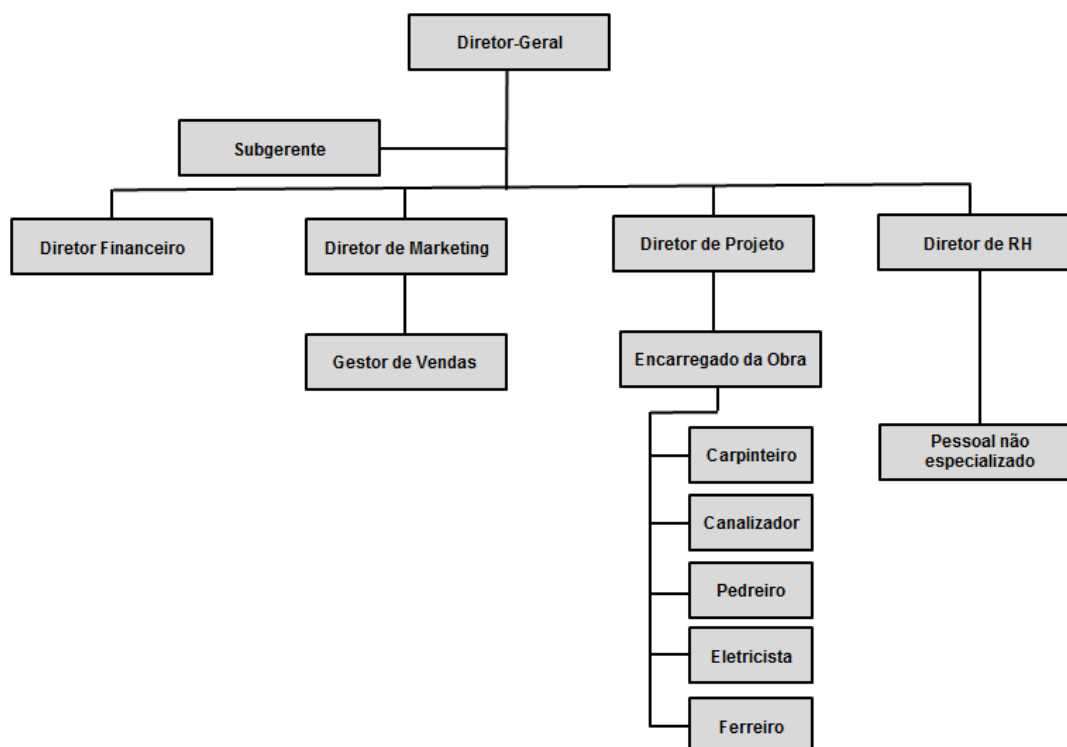 Diretor-Geral
Subgerente
Diretor Financeiro
Diretor de Marketing
Diretor de Projeto
Diretor de RH
Gestor de Vendas
Encarregado da Obra
Carpinteiro
Pessoal não
especializado
Canalizador
Pedreiro
Eletricista
Ferreiro